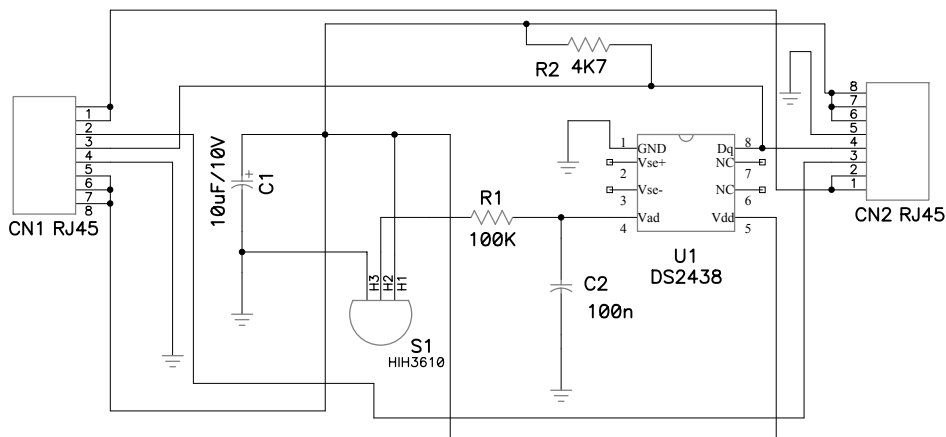 R2 4K7
8
7
6
5
4
3
2
1
CN2 RJ45
1
2
3
4
5
6
7
8
CN1 RJ45
10uF/10V
C1
H3
H2
H1
S1
HIH3610
R1
100K
C2
100n
1 GND Dq 8
Vse+ NC
2 7
Vse- NC
3 6
Vad Vdd
4 5
U1
DS2438